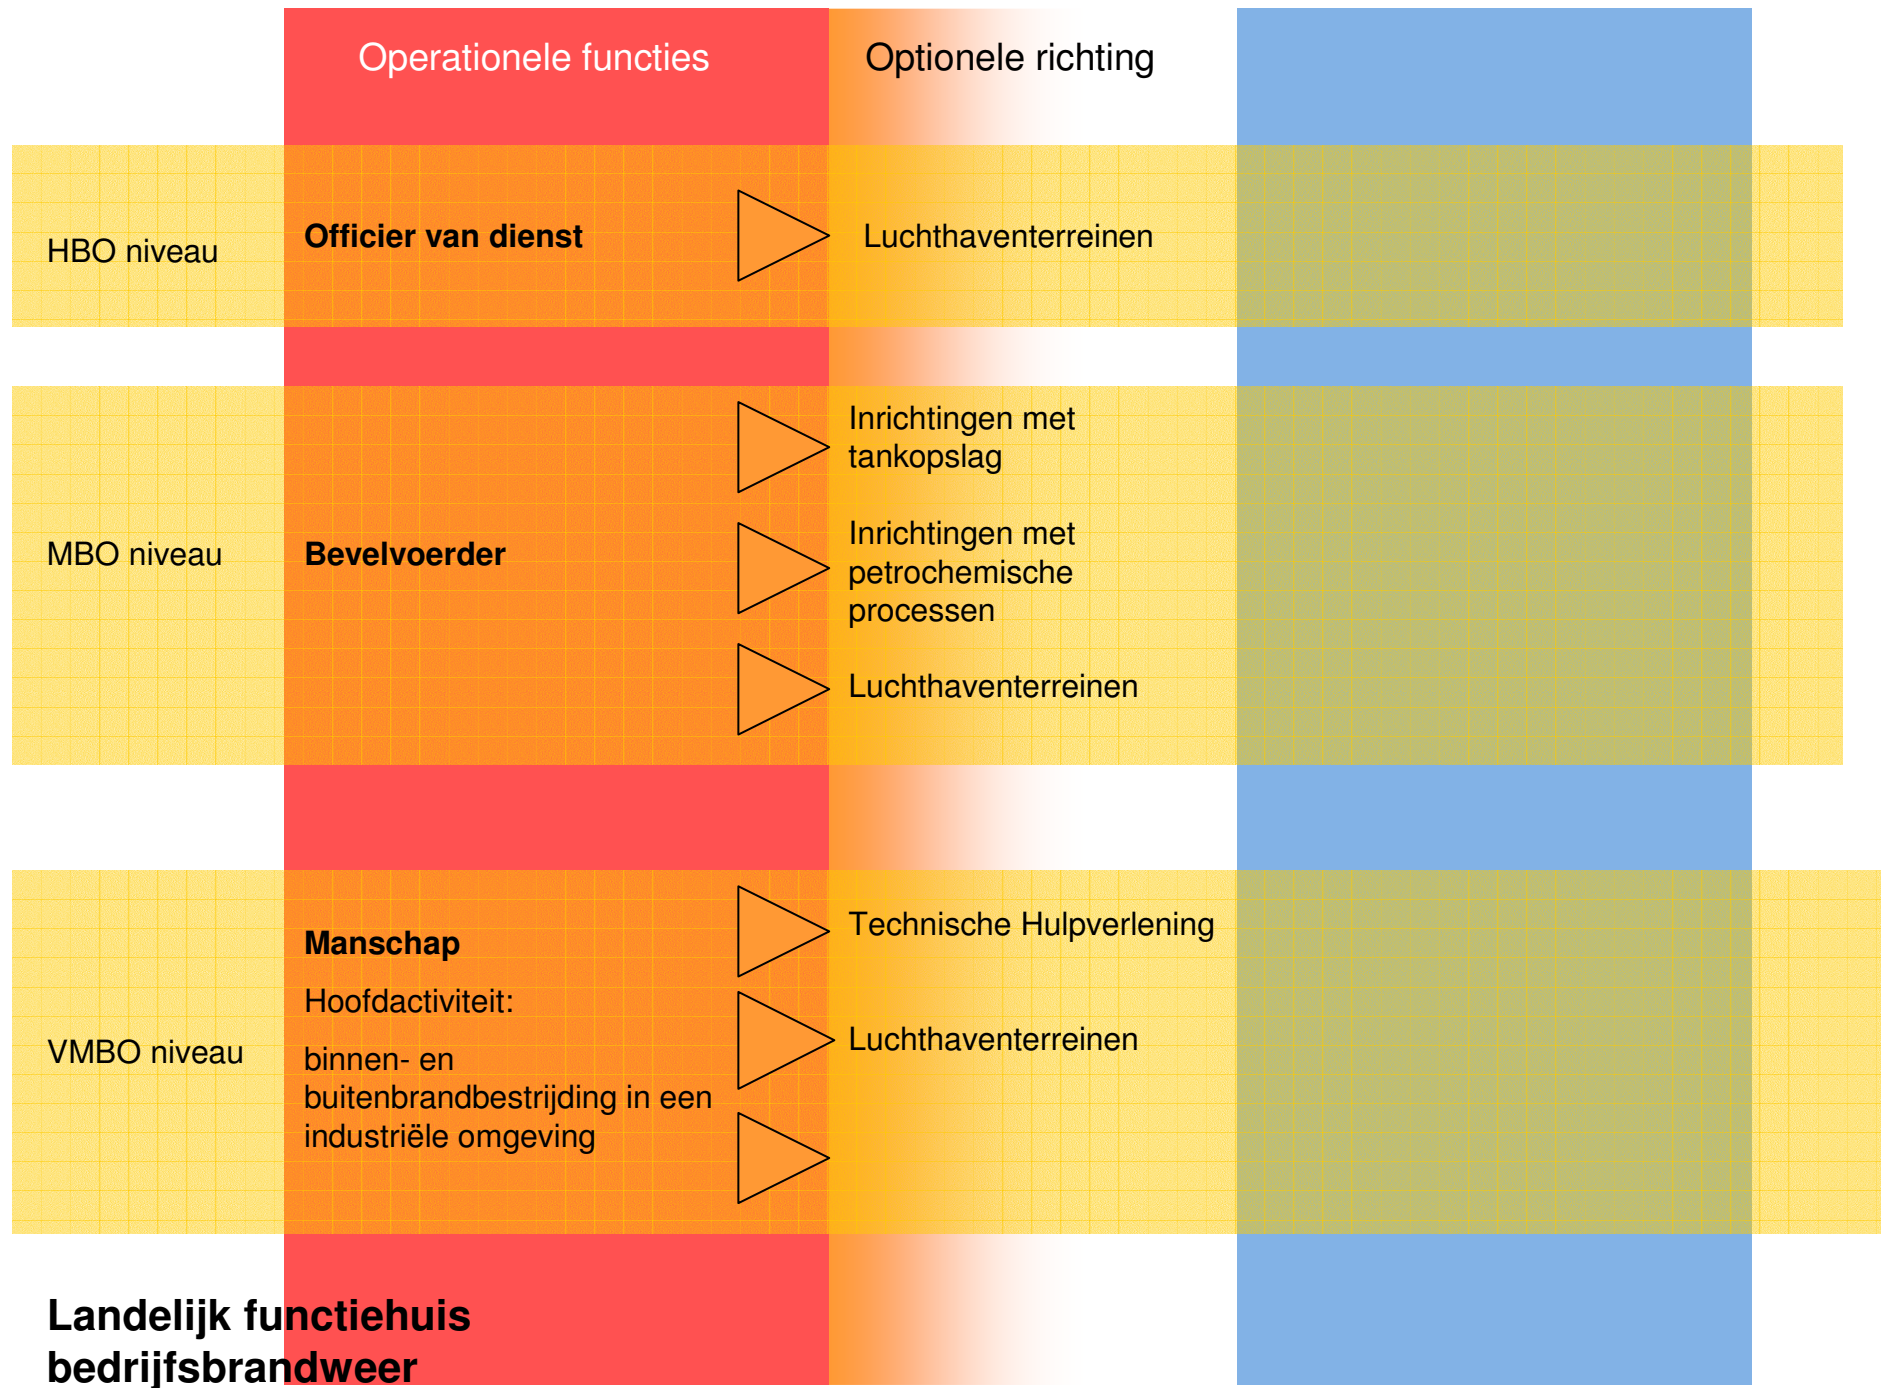 Operationele functies
Optionele richting
HBO niveau
Officier van dienst
Luchthaventerreinen
MBO niveau
Bevelvoerder
Inrichtingen met
tankopslag
Inrichtingen met
petrochemische
processen
Luchthaventerreinen
VMBO niveau
Manschap
Hoofdactiviteit:
binnen- en
buitenbrandbestrijding in een
industriële omgeving
Technische Hulpverlening
Luchthaventerreinen
Landelijk functiehuis
bedrijfsbrandweer